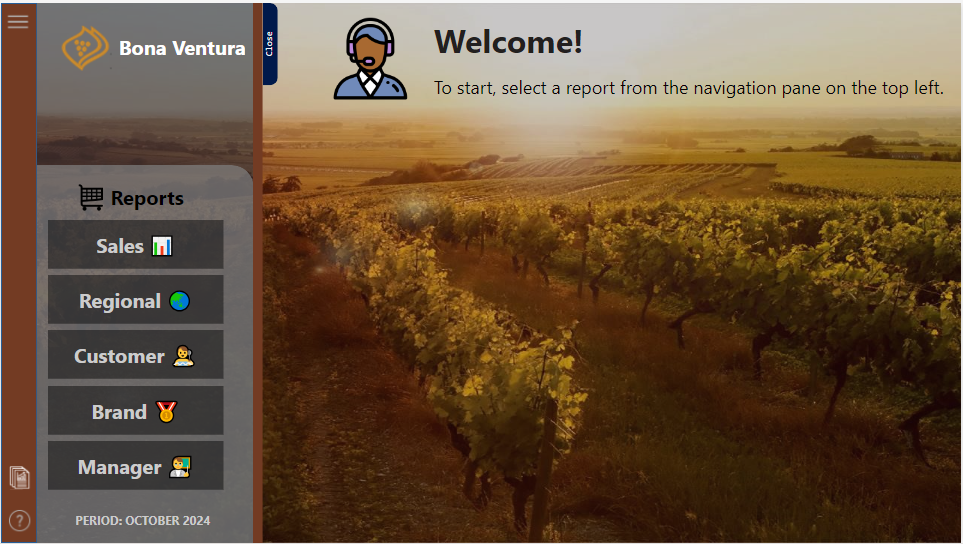 Bona Ventura
Close
Welcome!
To start, select a report from the navigation pane on the top left.
Reports
Sales
Regional
Customer
Brand
Manager
PERIOD: OCTOBER 2024
?